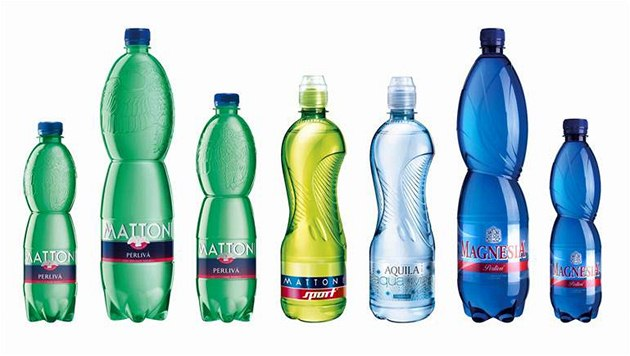 MATTONI
PERLIVÁ
MATTONI
PERLIVÁ
MATTONI
PERLIVÁ
MATTONI
sport
AQUILA
MAGNESIA
Perlivá
MAGNESIA